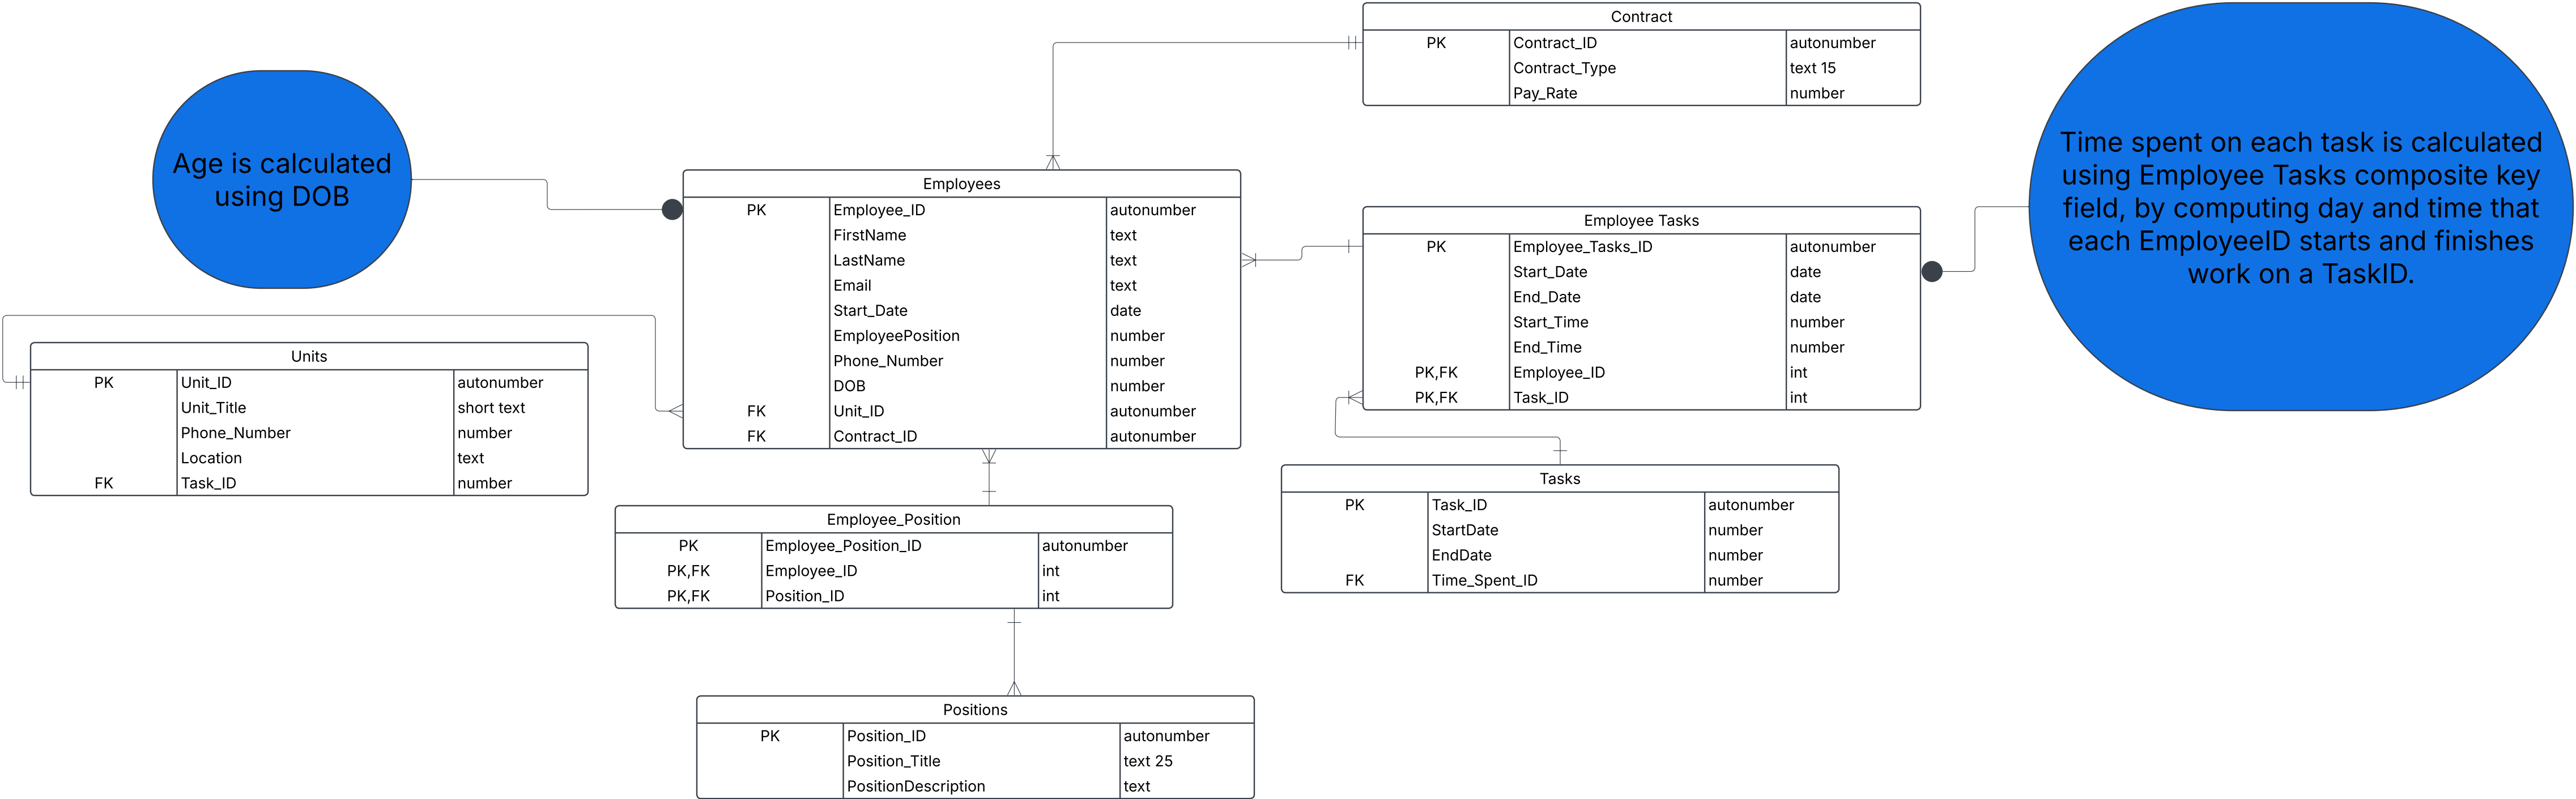 Contract
PK Contract_ID autonumber
Contract_Type text 15
Pay_Rate number
Age is calculated
using DOB
Time spent on each task is calculated
using Employee Tasks composite key
field, by computing day and time that
each EmployeeID starts and finishes
work on a TaskID.
Employees
PK Employee_ID autonumber
FirstName text
LastName text
Email text
Start_Date date
EmployeePosition number
Phone_Number number
DOB number
FK Unit_ID autonumber
FK Contract_ID autonumber
Employee Tasks
PK Employee_Tasks_ID autonumber
Start_Date date
End_Date date
Start_Time number
End_Time number
PK,FK Employee_ID int
PK,FK Task_ID int
Units
PK Unit_ID autonumber
Unit_Title short text
Phone_Number number
Location text
FK Task_ID number
Tasks
PK Task_ID autonumber
StartDate number
EndDate number
FK Time_Spent_ID number
Employee_Position
PK Employee_Position_ID autonumber
PK,FK Employee_ID int
PK,FK Position_ID int
Positions
PK Position_ID autonumber
Position_Title text 25
PositionDescription text